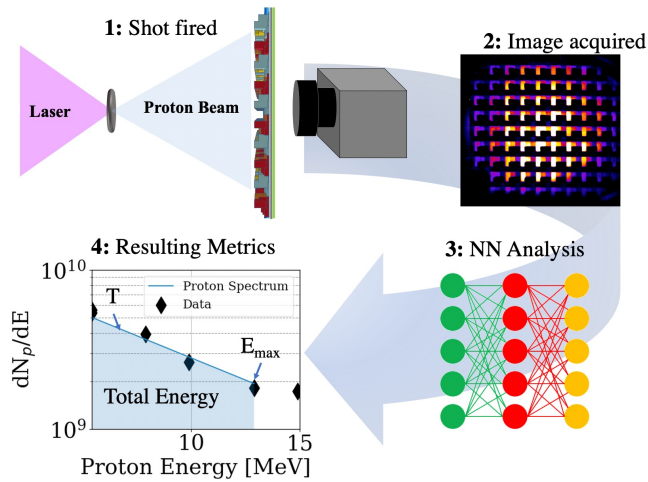 1: Shot fired
Laser
Proton Beam
2: Image acquired
3: NN Analysis
4: Resulting Metrics
10^10
Proton Spectrum
Data
T
E_max
Total Energy
dN_p/dE
10^9
10
15
Proton Energy [MeV]